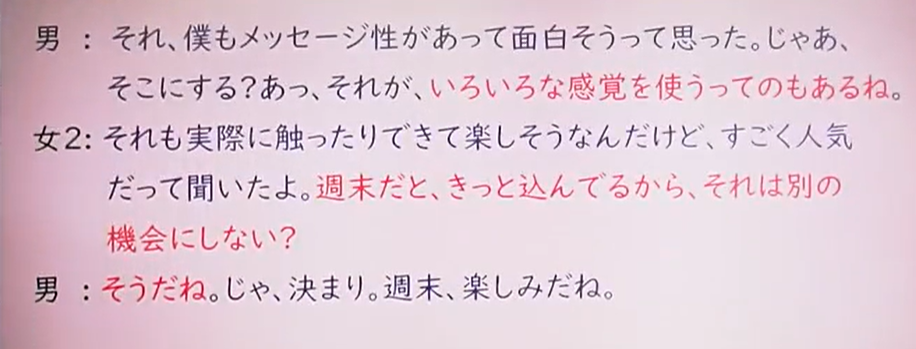 男 : それ、僕もメッセージ性があって面白そうって思った。じゃあ、
そこにする?あっ、それが、いろいろな感覚を使うってのもあるね。
女2: それも実際に触ったりできて楽しそうなんだけど、すごく人気
だって聞いたよ。週末だと、きっと込んでるから、それは別の
機会にしない?
男 : そうだね。じゃ、決まり。週末、楽しみだね。